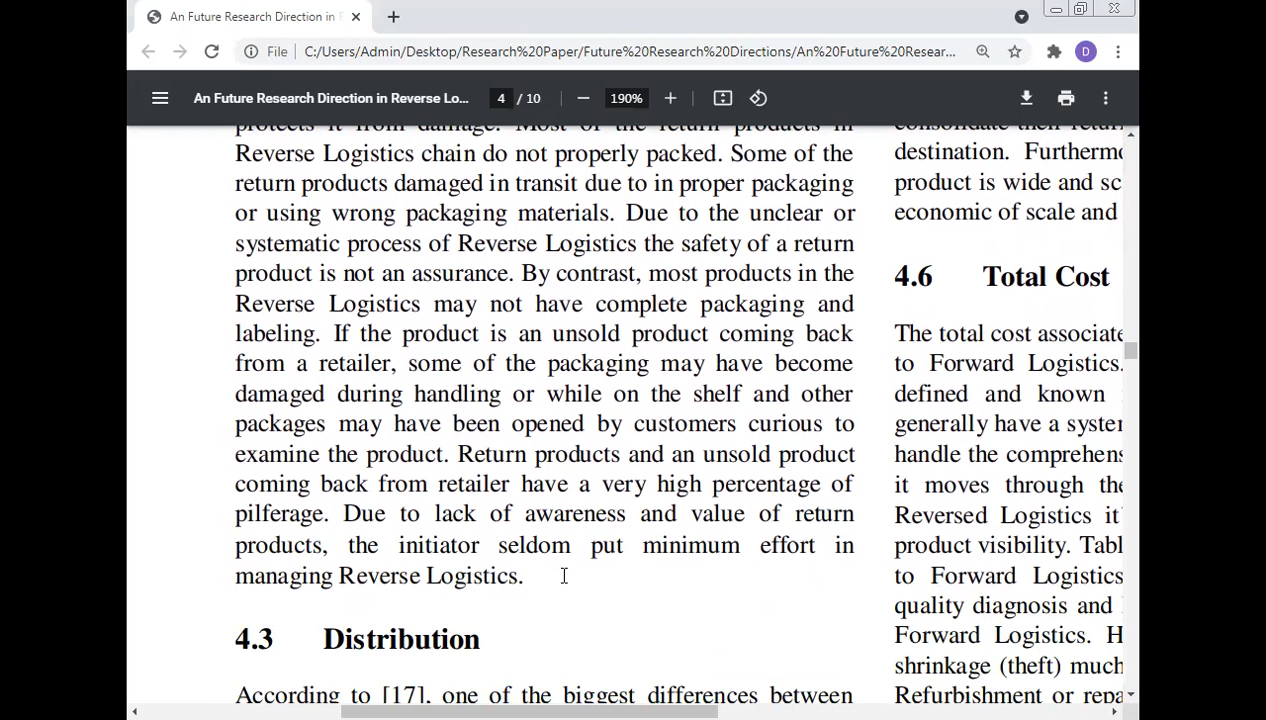 An Future Research Direction in
File C:/Users/Admin/Desktop/Research%20Paper/Future%20Research%20Directions/An%20Future%20Resear...
D
An Future Research Direction in Reverse Lo...
4 / 10
190%
protects it from damage. Most of the return products in
Reverse Logistics chain do not properly packed. Some of the
return products damaged in transit due to in proper packaging
or using wrong packaging materials. Due to the unclear or
systematic process of Reverse Logistics the safety of a return
product is not an assurance. By contrast, most products in the
Reverse Logistics may not have complete packaging and
labeling. If the product is an unsold product coming back
from a retailer, some of the packaging may have become
damaged during handling or while on the shelf and other
packages may have been opened by customers curious to
examine the product. Return products and an unsold product
coming back from retailer have a very high percentage of
pilferage. Due to lack of awareness and value of return
products, the initiator seldom put minimum effort in
managing Reverse Logistics.
4.3 Distribution
According to [17], one of the biggest differences between
consolidate their retu
destination. Furthermo
product is wide and sc
economic of scale and
4.6 Total Cost
The total cost associate
to Forward Logistics.
defined and known
generally have a syster
handle the comprehens
it moves through the
Reversed Logistics it'
product visibility. Tabl
to Forward Logistics
quality diagnosis and
Forward Logistics. H
shrinkage (theft) much
Refurbishment or repa